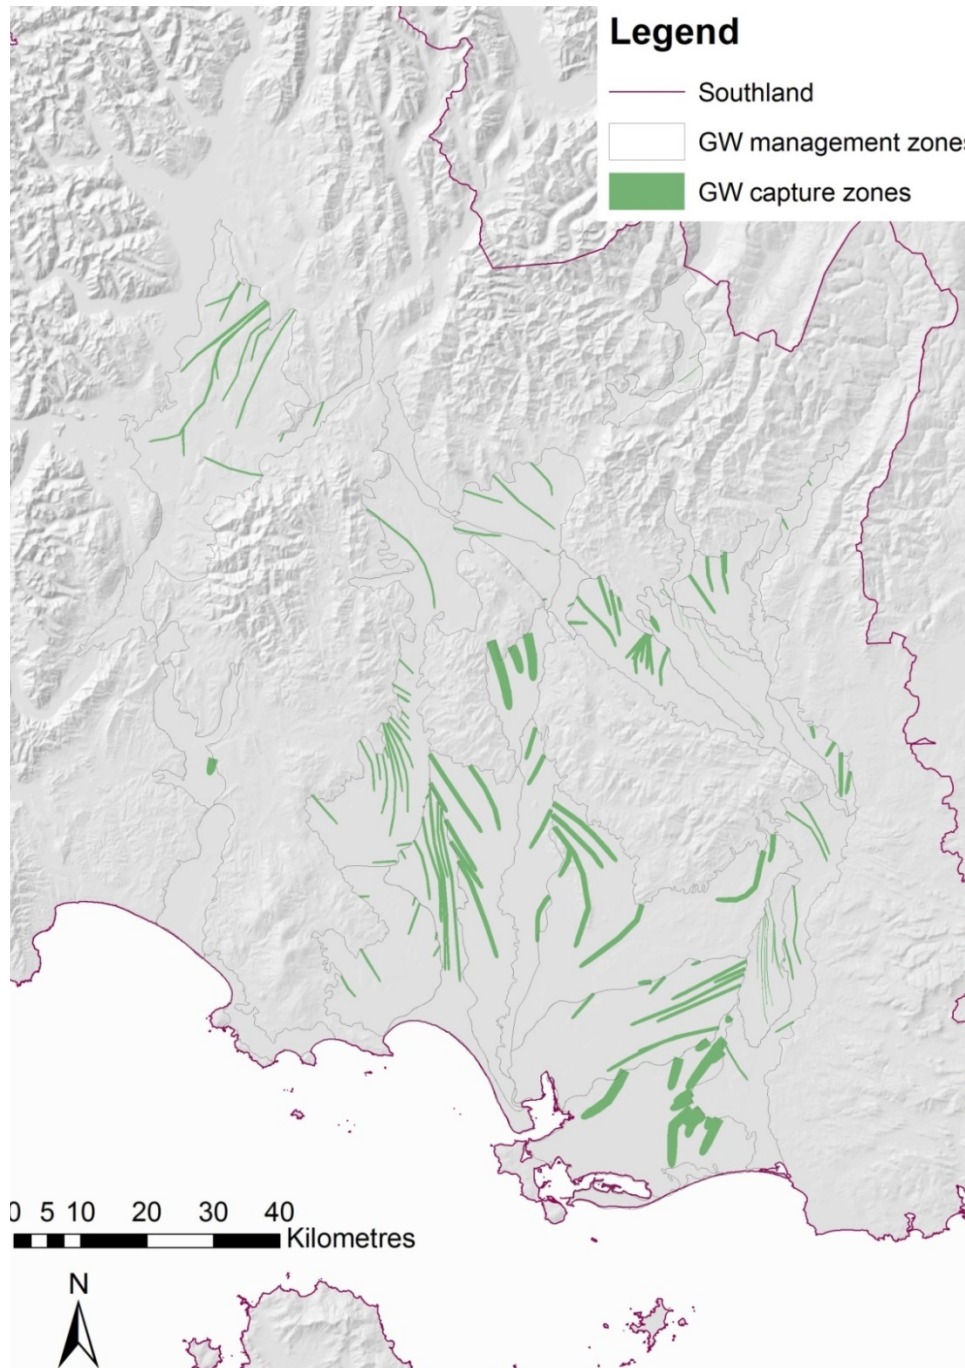 Legend
Southland
GW management zones
GW capture zones
0 5 10 20 30 40
Kilometres
N